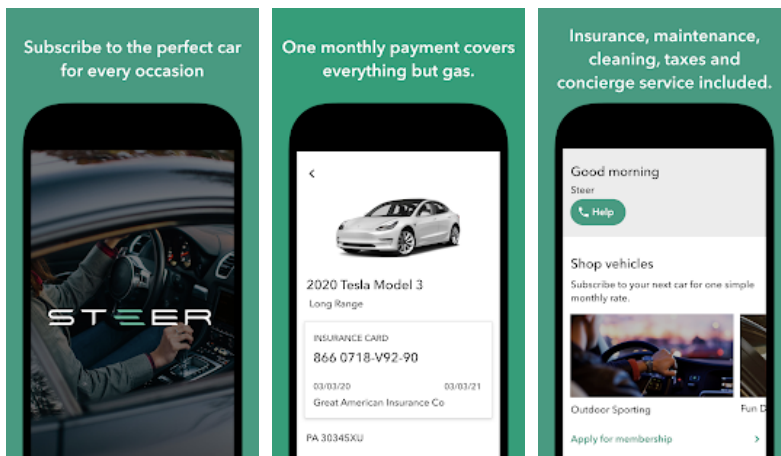 Subscribe to the perfect car
for every occasion
STEER
One monthly payment covers
everything but gas.
2020 Tesla Model 3
Long Range
INSURANCE CARD
866 0718-V92-90
03/03/20 03/03/21
Great American Insurance Co
PA 30345XU
Insurance, maintenance,
cleaning, taxes and
concierge service included.
Good morning
Steer
Help
Shop vehicles
Subscribe to your next car for one simple
monthly rate.
Outdoor Sporting Fun D
Apply for membership